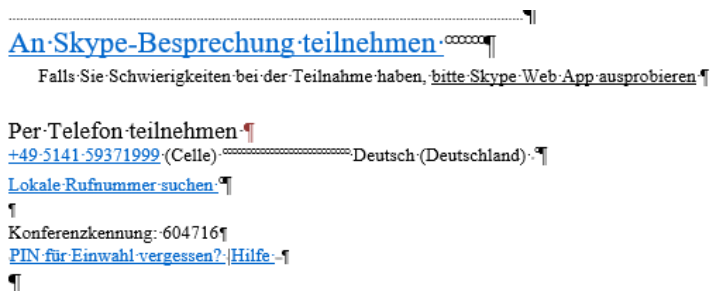 An Skype-Besprechung teilnehmen
Falls Sie Schwierigkeiten bei der Teilnahme haben, bitte Skype Web App ausprobieren
Per Telefon teilnehmen
+49 5141 59371999 (Celle) Deutsch (Deutschland)
Lokale Rufnummer suchen
Konferenzkennung: 604716
PIN für Einwahl vergessen? |Hilfe